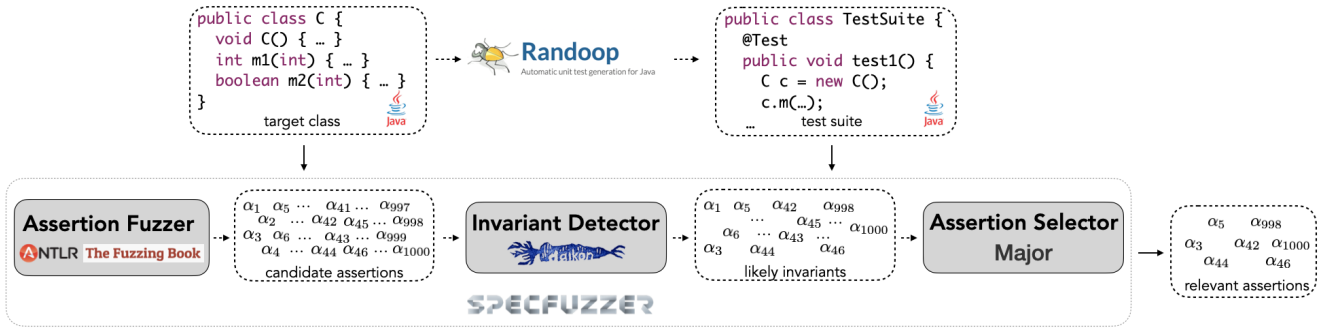 public class C {
void C() { … }
int m1(int) { … }
boolean m2(int) { … }
}
target class
Java
Randoop
Automatic unit test generation for Java
public class TestSuite {
@Test
public void test1() {
C c = new C();
c.m(…);
…
test suite
Java
Assertion Fuzzer
ANTLR The Fuzzing Book
α1 α5 ⋯ α41 ⋯ α997
α2 ⋯ α42 α45 ⋯ α998
α3 α6 ⋯ α43 ⋯ α999
α4 ⋯ α44 α46 ⋯ α1000
candidate assertions
Invariant Detector
daikon
α1 α5 α42 α998
⋯ α45 ⋯ α1000
α6 ⋯ α43 ⋯
α3 α44 α46
likely invariants
Assertion Selector
Major
α5 α998
α3 α42 α1000
α44 α46
relevant assertions
SPECFUZZER